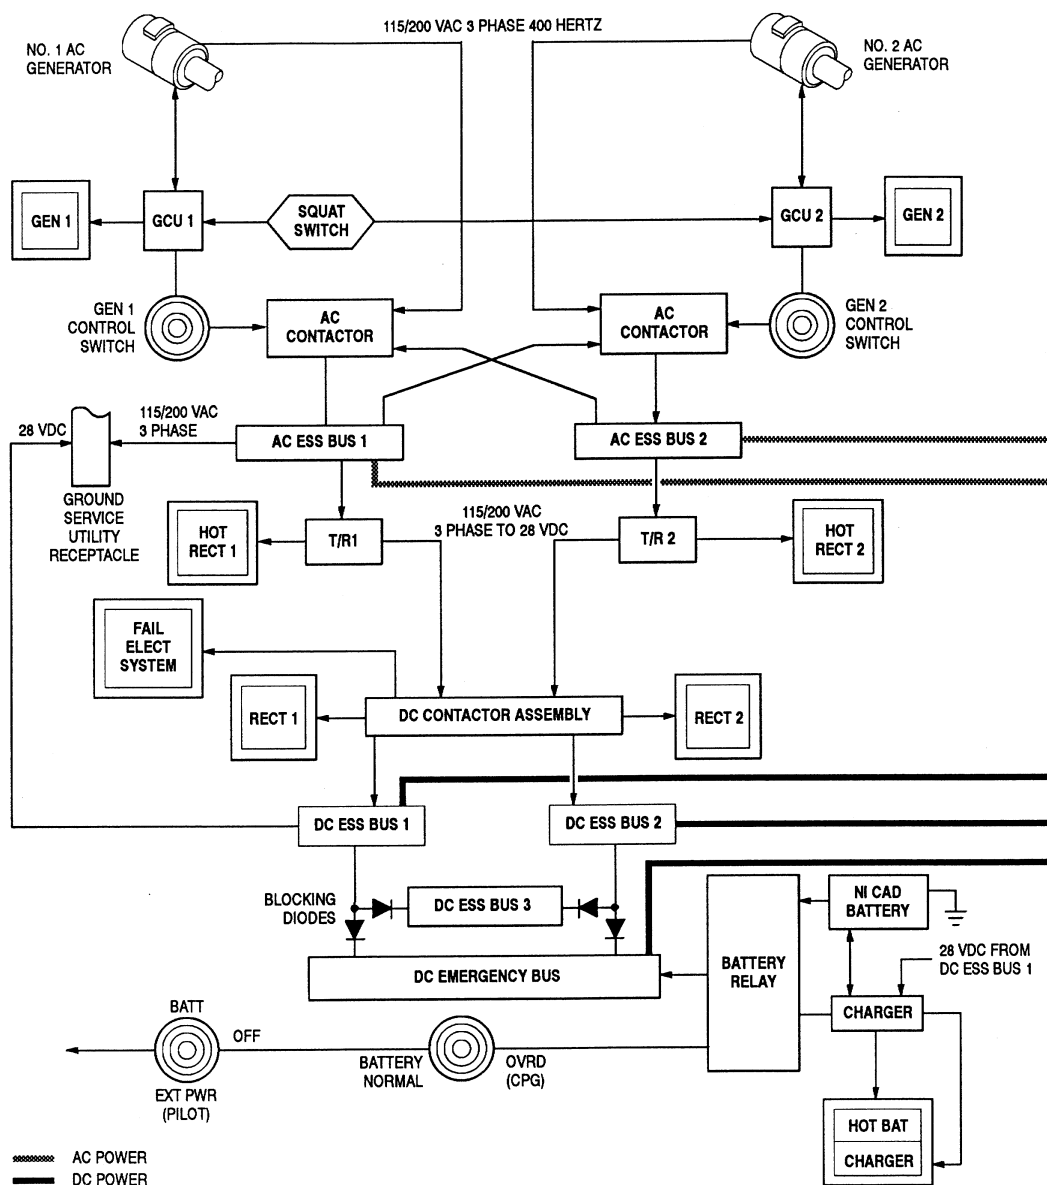 115/200 VAC 3 PHASE 400 HERTZ
NO. 1 AC
GENERATOR
NO. 2 AC
GENERATOR
GEN 1
GCU 1
SQUAT
SWITCH
GCU 2
GEN 2
GEN 1
CONTROL
SWITCH
AC
CONTACTOR
AC
CONTACTOR
GEN 2
CONTROL
SWITCH
28 VDC
115/200 VAC
3 PHASE
AC ESS BUS 1
AC ESS BUS 2
GROUND
SERVICE
UTILITY
RECEPTACLE
HOT
RECT 1
T/R1
115/200 VAC
3 PHASE TO 28 VDC
T/R 2
HOT
RECT 2
FAIL
ELECT
SYSTEM
RECT 1
DC CONTACTOR ASSEMBLY
RECT 2
DC ESS BUS 1
DC ESS BUS 2
BLOCKING
DIODES
DC ESS BUS 3
DC EMERGENCY BUS
BATTERY
RELAY
NI CAD
BATTERY
28 VDC FROM
DC ESS BUS 1
CHARGER
BATT
OFF
EXT PWR
(PILOT)
BATTERY
NORMAL
OVRD
(CPG)
HOT BAT
CHARGER
AC POWER
DC POWER